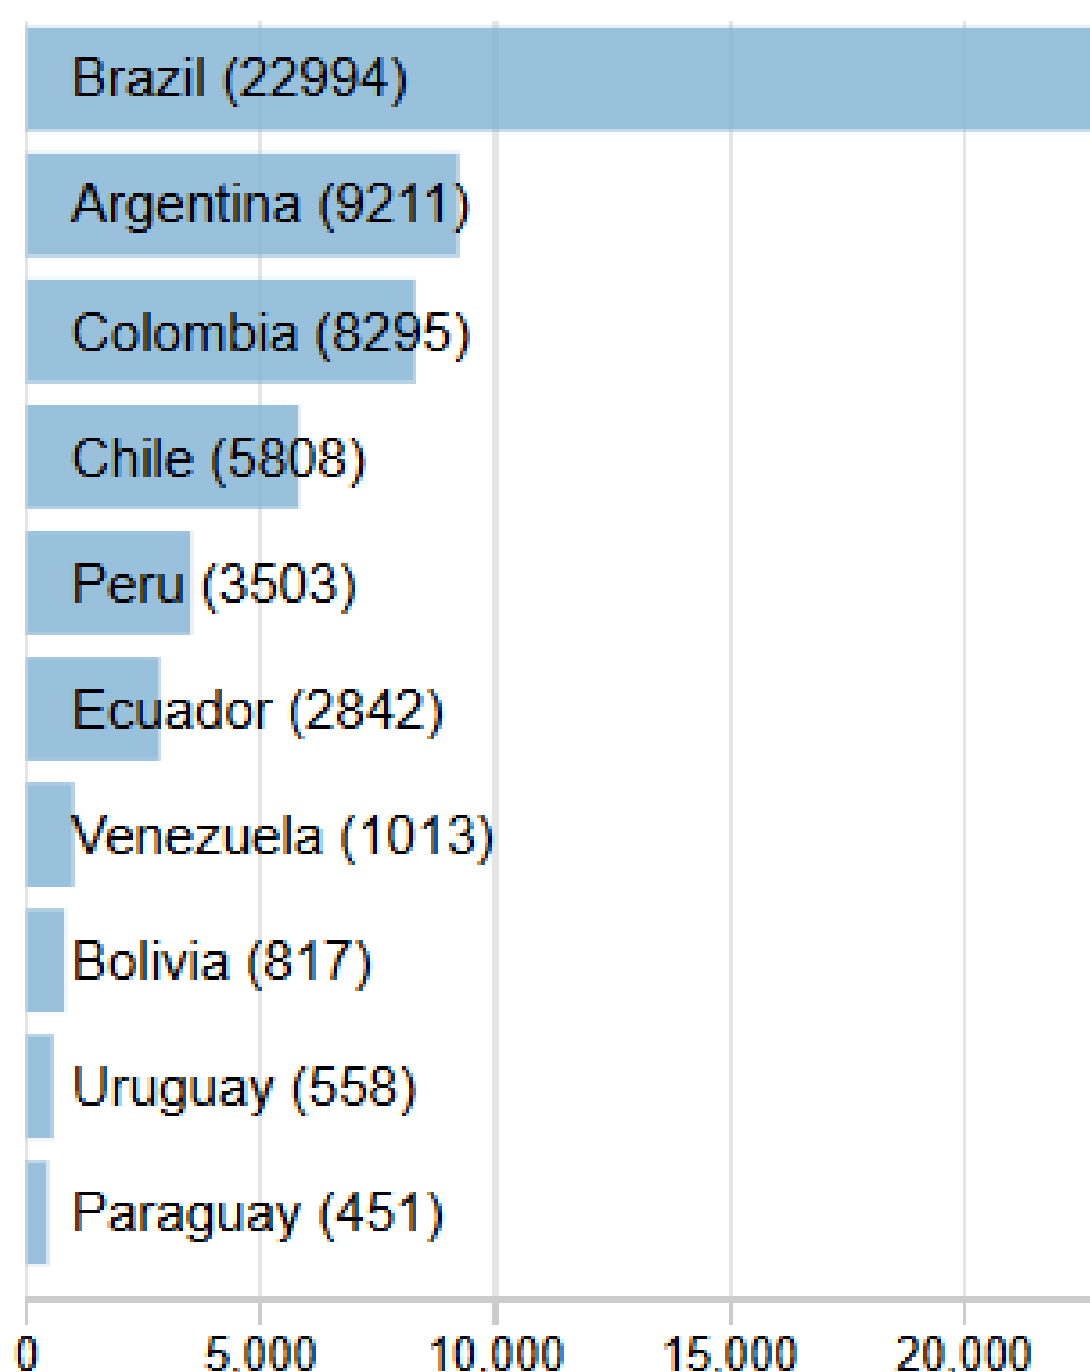 Brazil (22994)
Argentina (9211)
Colombia (8295)
Chile (5808)
Peru (3503)
Ecuador (2842)
Venezuela (1013)
Bolivia (817)
Uruguay (558)
Paraguay (451)
0 5.000 10.000 15.000 20.000